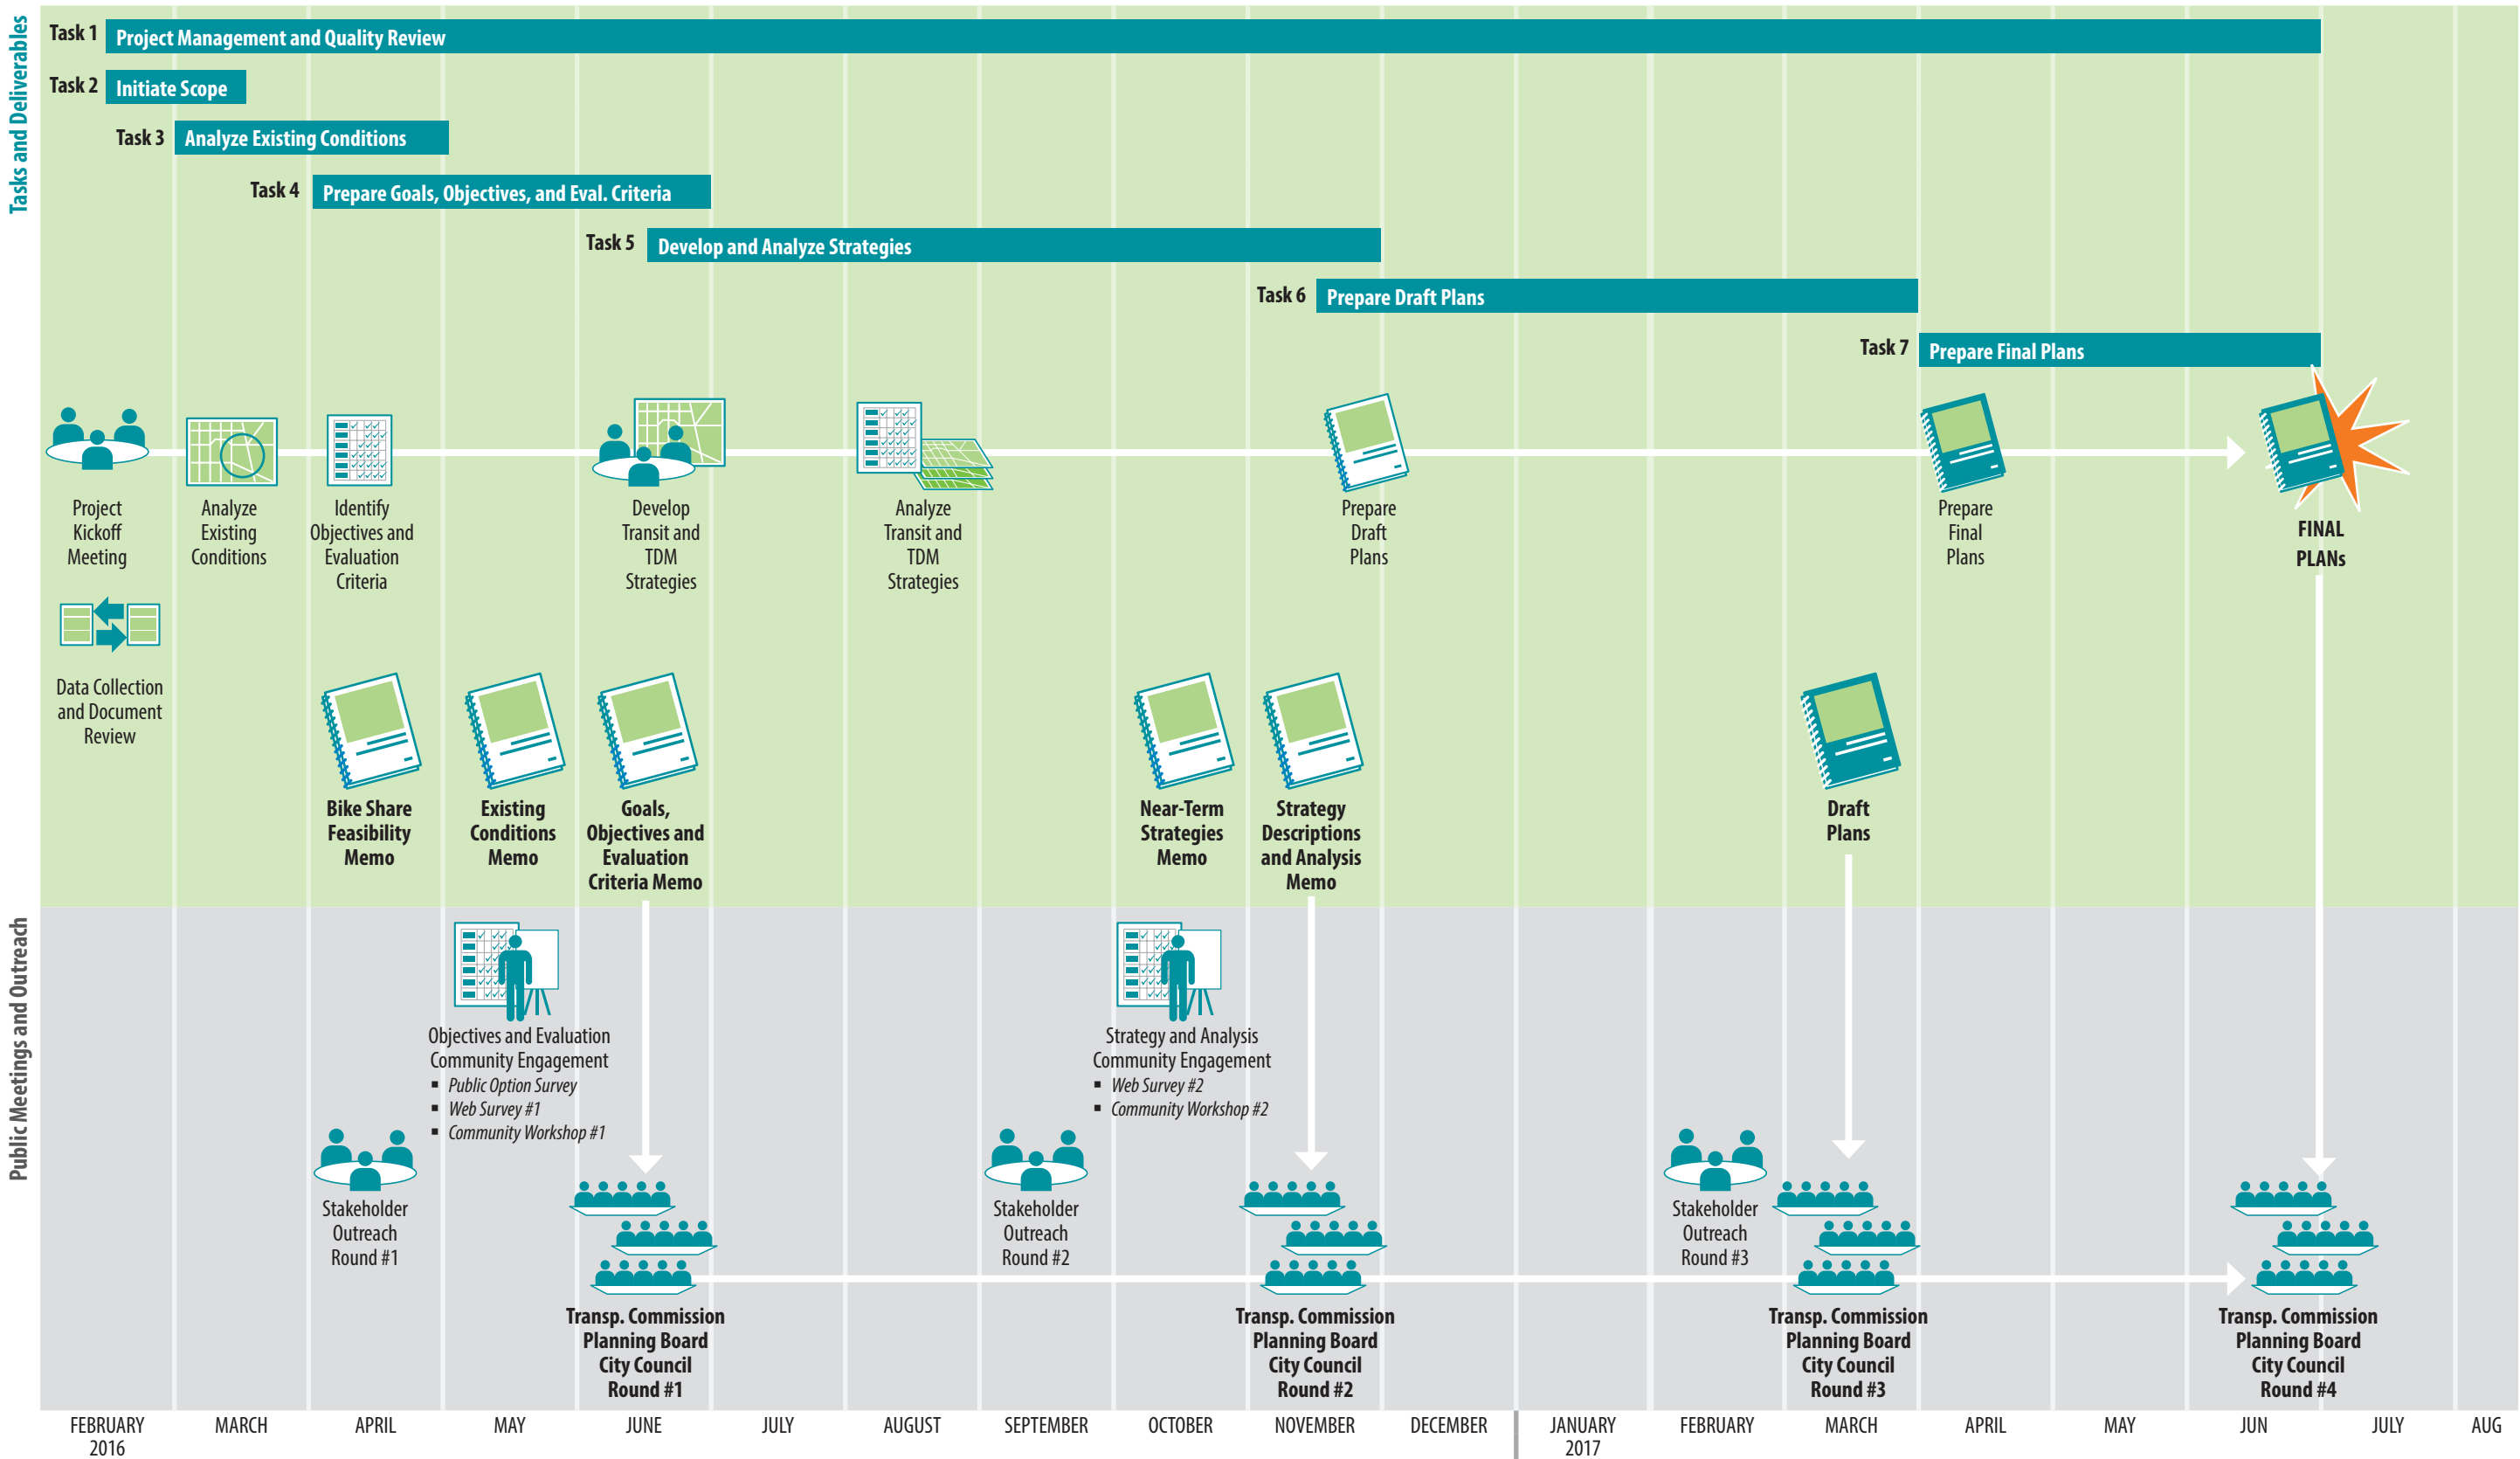 Tasks and Deliverables
Task 1
Project Management and Quality Review
Task 2
Initiate Scope
Task 3
Analyze Existing Conditions
Task 4
Prepare Goals, Objectives, and Eval. Criteria
Task 5
Develop and Analyze Strategies
Task 6
Prepare Draft Plans
Task 7
Prepare Final Plans
Project
Kickoff
Meeting
Analyze
Existing
Conditions
Identify
Objectives and
Evaluation
Criteria
Develop
Transit and
TDM
Strategies
Analyze
Transit and
TDM
Strategies
Prepare
Draft
Plans
Prepare
Final
Plans
FINAL
PLANs
Data Collection
and Document
Review
Bike Share
Feasibility
Memo
Existing
Conditions
Memo
Goals,
Objectives and
Evaluation
Criteria Memo
Near-Term
Strategies
Memo
Strategy
Descriptions
and Analysis
Memo
Draft
Plans
Public Meetings and Outreach
Objectives and Evaluation
Community Engagement
▪ Public Option Survey
▪ Web Survey #1
▪ Community Workshop #1
Strategy and Analysis
Community Engagement
▪ Web Survey #2
▪ Community Workshop #2
Stakeholder
Outreach
Round #1
Stakeholder
Outreach
Round #2
Stakeholder
Outreach
Round #3
Transp. Commission
Planning Board
City Council
Round #1
Transp. Commission
Planning Board
City Council
Round #2
Transp. Commission
Planning Board
City Council
Round #3
Transp. Commission
Planning Board
City Council
Round #4
FEBRUARY
2016
MARCH
APRIL
MAY
JUNE
JULY
AUGUST
SEPTEMBER
OCTOBER
NOVEMBER
DECEMBER
JANUARY
2017
FEBRUARY
MARCH
APRIL
MAY
JUN
JULY
AUG